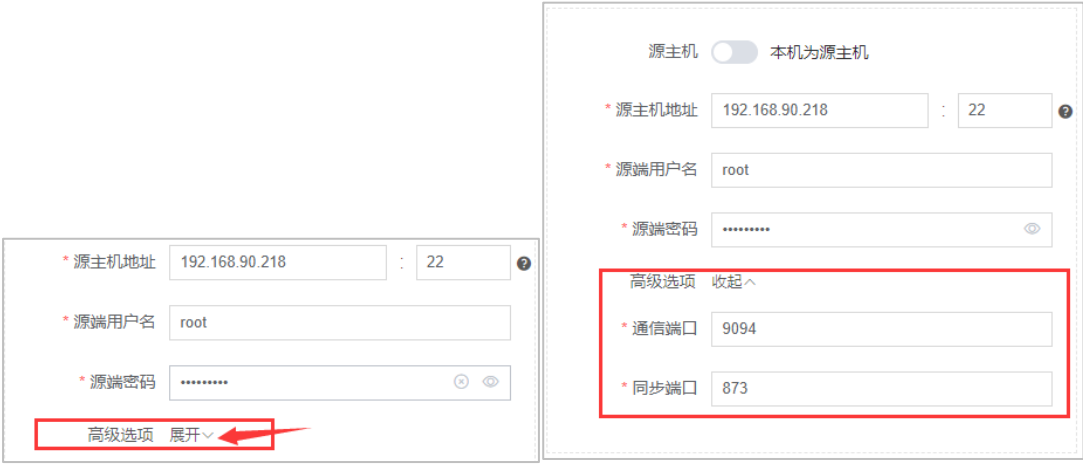 * 源主机地址 192.168.90.218 : 22 ?
* 源端用户名 root
* 源端密码 •••••••••
高级选项 展开
源主机 本机为源主机
* 源主机地址 192.168.90.218 : 22 ?
* 源端用户名 root
* 源端密码 •••••••••
高级选项 收起
* 通信端口 9094
* 同步端口 873